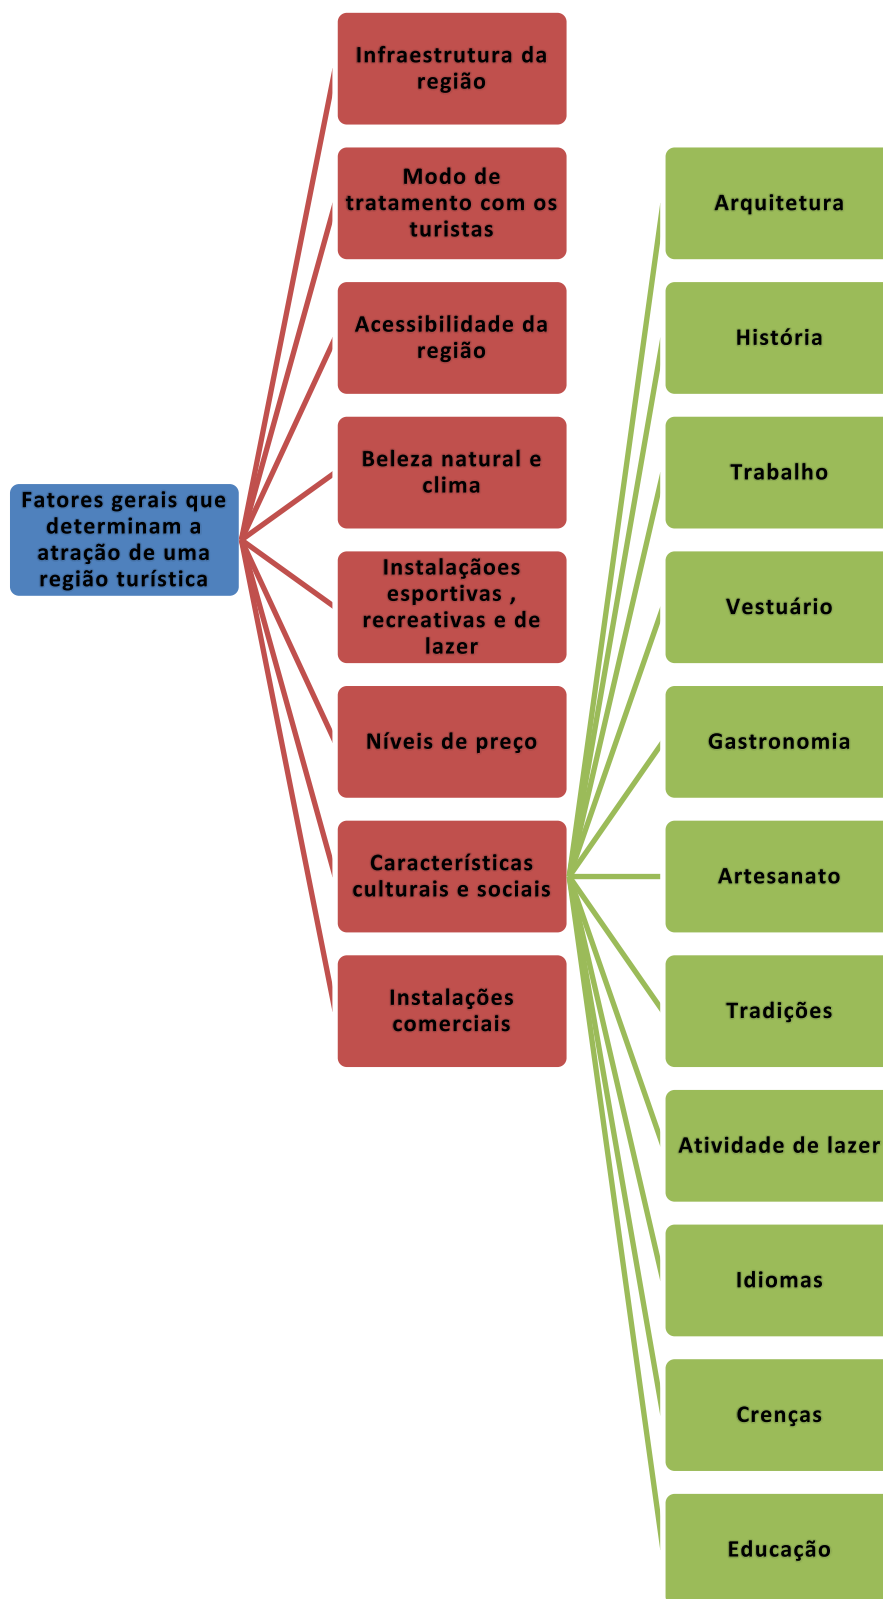 Fatores gerais que
determinam a
atração de uma
região turística
Infraestrutura da
região
Modo de
tratamento com os
turistas
Acessibilidade da
região
Beleza natural e
clima
Instalaçãoes
esportivas ,
recreativas e de
lazer
Níveis de preço
Características
culturais e sociais
Instalações
comerciais
Arquitetura
História
Trabalho
Vestuário
Gastronomia
Artesanato
Tradições
Atividade de lazer
Idiomas
Crenças
Educação